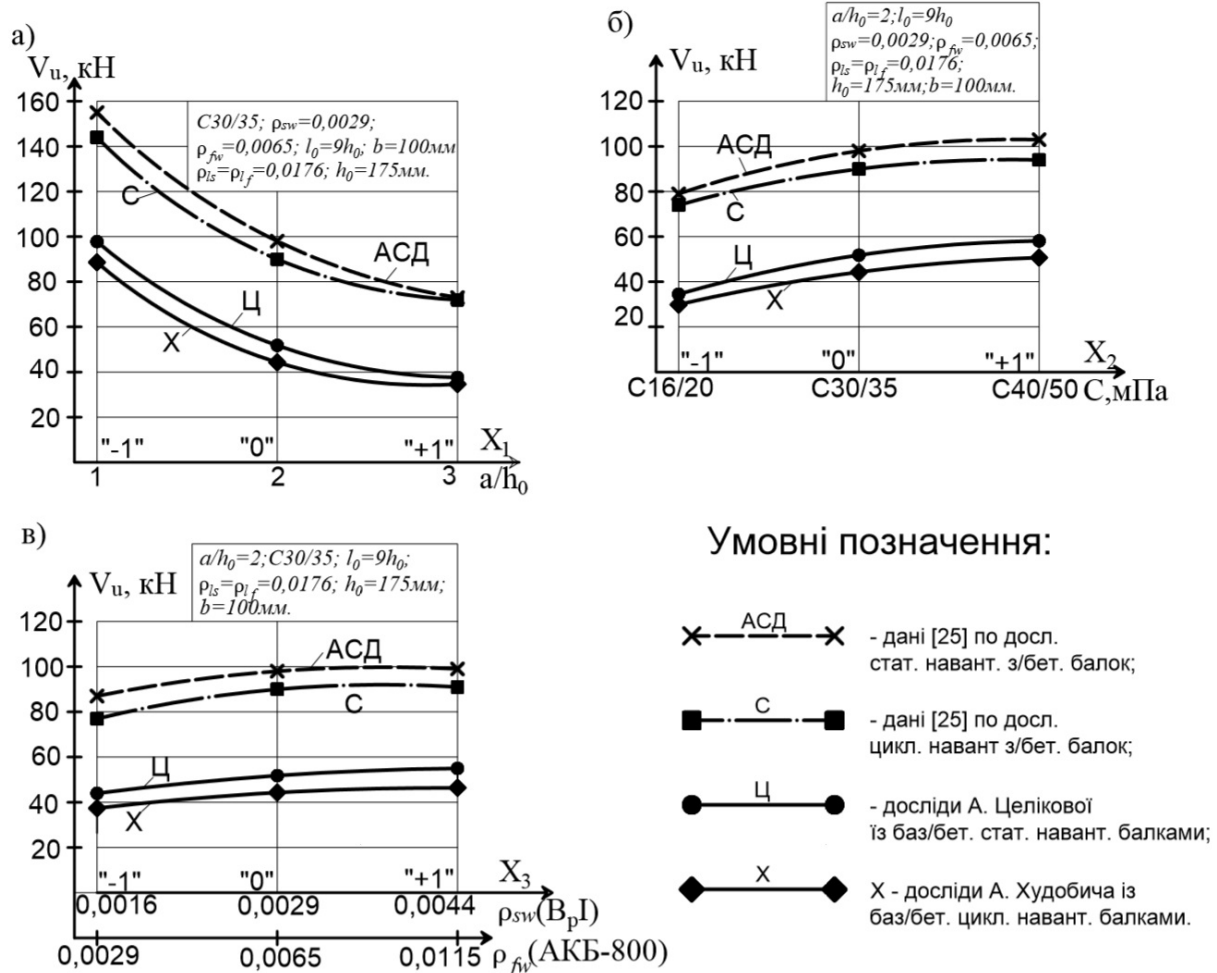 а)
Vu, кН
160
140
120
100
80
60
40
20
C30/35; ρsw=0,0029;
ρfw=0,0065; l0=9h0; b=100мм
ρls=ρlf=0,0176; h0=175мм.
С
АСД
Ц
Х
"-1"
"0"
"+1"
X1
1
2
3
a/h0
б)
Vu, кН
120
100
80
60
40
20
a/h0=2;l0=9h0
ρsw=0,0029;ρfw=0,0065;
ρls=ρlf=0,0176;
h0=175мм;b=100мм.
АСД
С
Ц
Х
"-1"
"0"
"+1"
X2
C16/20
C30/35
C40/50
С,мПа
в)
Vu, кН
120
100
80
60
40
20
a/h0=2;C30/35; l0=9h0;
ρls=ρlf=0,0176; h0=175мм;
b=100мм.
АСД
С
Ц
Х
"-1"
"0"
"+1"
X3
0,0016
0,0029
0,0044
ρsw(BpI)
0,0029
0,0065
0,0115
ρfw(АКБ-800)
Умовні позначення:
АСД
- дані [25] по досл.
стат. навант. з/бет. балок;
С
- дані [25] по досл.
цикл. навант з/бет. балок;
Ц
- досліди А. Целікової
їз баз/бет. стат. навант. балками;
Х
Х - досліди А. Худобича із
баз/бет. цикл. навант. балками.